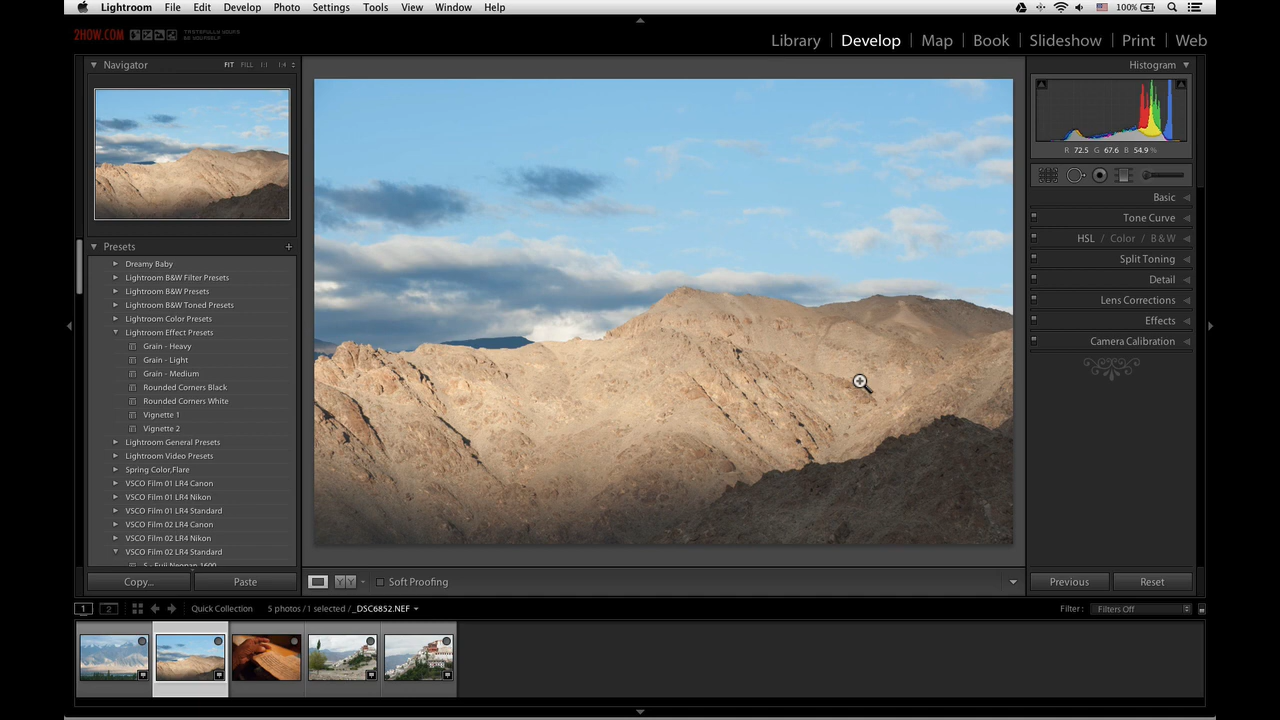 Lightroom File Edit Develop Photo Settings Tools View Window Help 100%
2HOW.COM TASTEFULLY YOURS BE YOURSELF
Library | Develop | Map | Book | Slideshow | Print | Web
Navigator FIT FILL 1:1
Histogram
R 72.5 G 67.6 B 54.9 %
Basic
Tone Curve
HSL / Color / B & W
Split Toning
Detail
Lens Corrections
Effects
Camera Calibration
Presets +
Dreamy Baby
Lightroom B&W Filter Presets
Lightroom B&W Presets
Lightroom B&W Toned Presets
Lightroom Color Presets
Lightroom Effect Presets
Grain - Heavy
Grain - Light
Grain - Medium
Rounded Corners Black
Rounded Corners White
Vignette 1
Vignette 2
Lightroom General Presets
Lightroom Video Presets
Spring Color,Flare
VSCO Film 01 LR4 Canon
VSCO Film 01 LR4 Nikon
VSCO Film 01 LR4 Standard
VSCO Film 02 LR4 Canon
VSCO Film 02 LR4 Nikon
VSCO Film 02 LR4 Standard
S - Fuji Neopan 1600
Copy... Paste
Y Y Soft Proofing
Previous Reset
1 2 Quick Collection 5 photos / 1 selected / _DSC6852.NEF
Filter : Filters Off